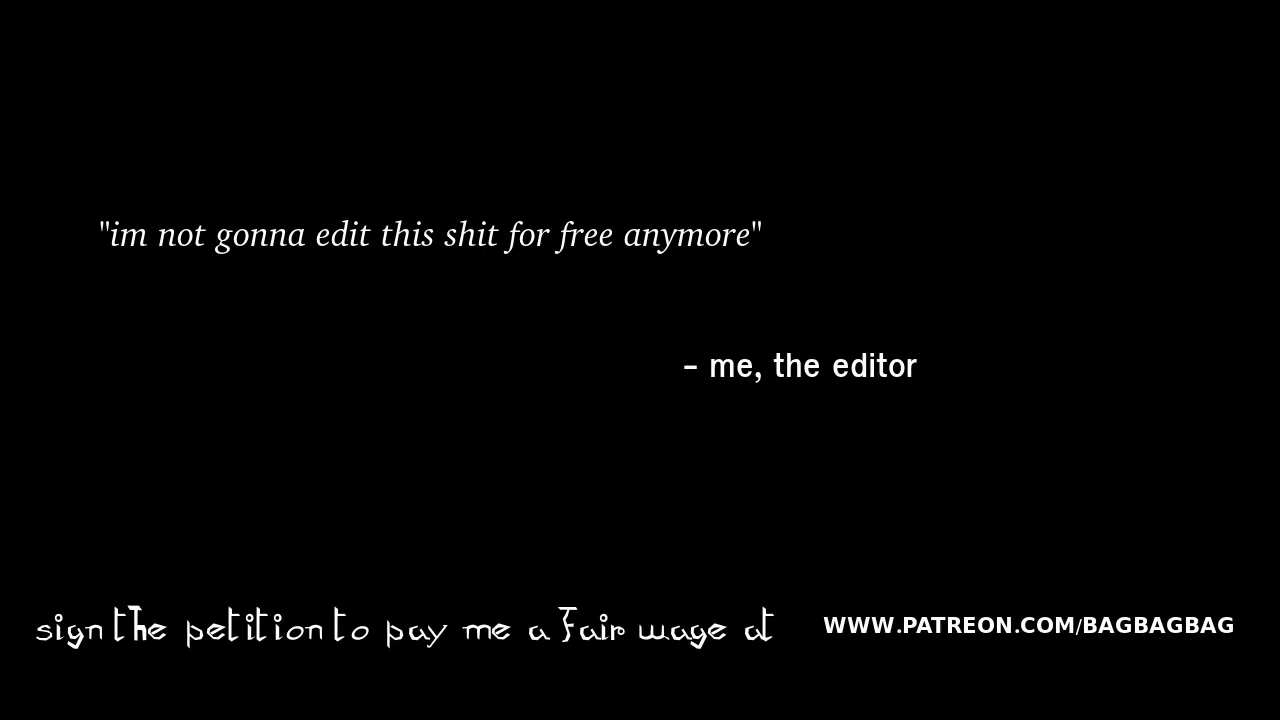 "im not gonna edit this shit for free anymore"
- me, the editor
sign the petition to pay me a fair wage at WWW.PATREON.COM/BAGBAGBAG